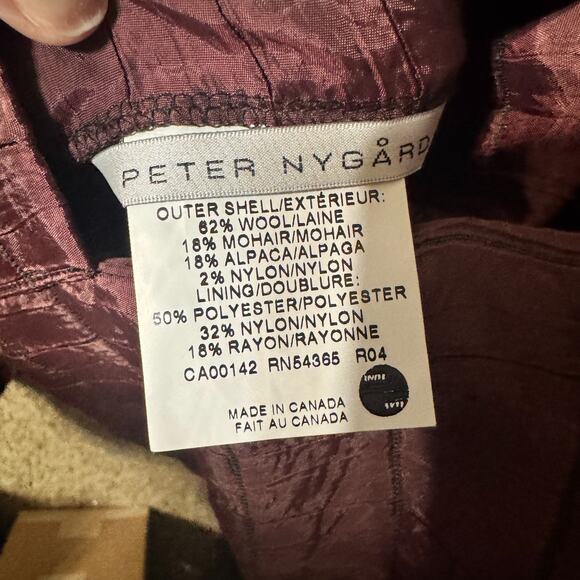 PETER NYGÅRD
OUTER SHELL/EXTÉRIEUR:
62% WOOL/LAINE
18% MOHAIR/MOHAIR
18% ALPACA/ALPAGA
2% NYLON/NYLON
LINING/DOUBLURE:
50% POLYESTER/POLYESTER
32% NYLON/NYLON
18% RAYON/RAYONNE
CA00142 RN54365 R04
MADE IN CANADA
FAIT AU CANADA